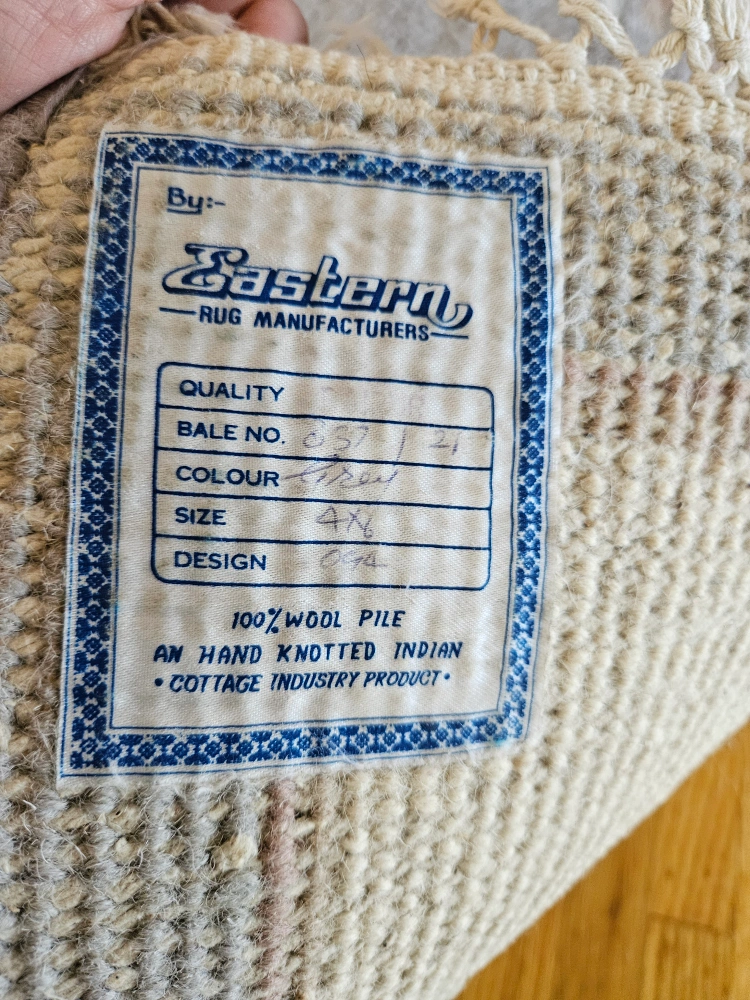 By:-
Eastern
RUG MANUFACTURERS
QUALITY
BALE NO.
COLOUR Grey
SIZE 4X6
DESIGN
100% WOOL PILE
AN HAND KNOTTED INDIAN
• COTTAGE INDUSTRY PRODUCT •